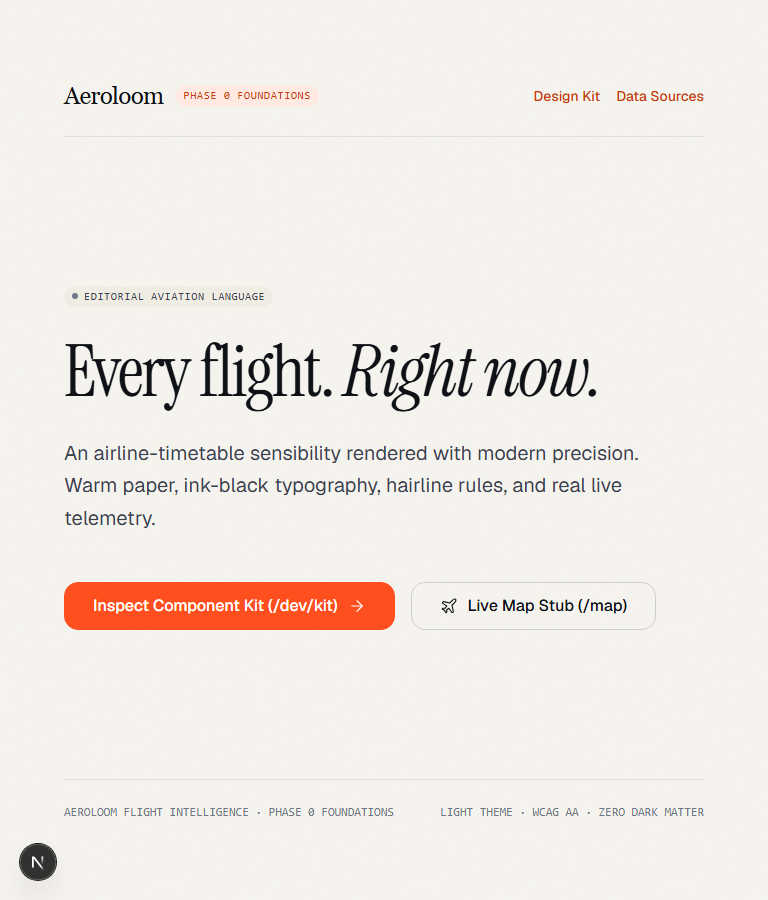 Aeroloom
PHASE 0 FOUNDATIONS
Design Kit
Data Sources
EDITORIAL AVIATION LANGUAGE
Every flight. Right now.
An airline-timetable sensibility rendered with modern precision.
Warm paper, ink-black typography, hairline rules, and real live
telemetry.
Inspect Component Kit (/dev/kit) →
Live Map Stub (/map)
AEROLOOM FLIGHT INTELLIGENCE · PHASE 0 FOUNDATIONS
LIGHT THEME · WCAG AA · ZERO DARK MATTER
N